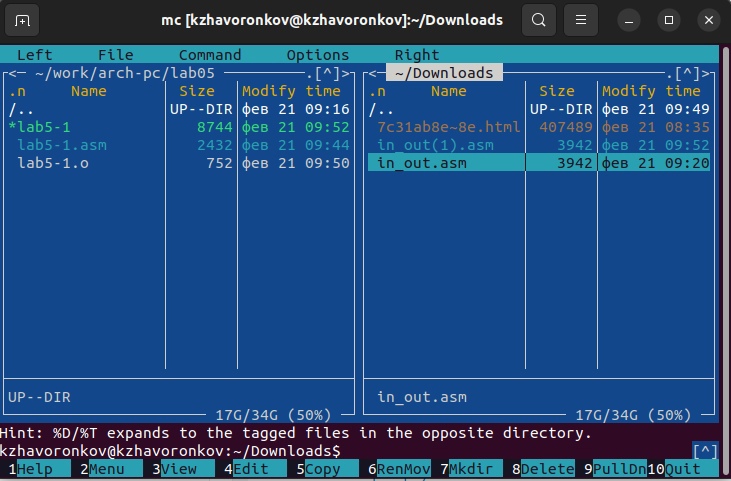 mc [kzhavoronkov@kzhavoronkov]:~/Downloads
Left File Command Options Right
<─ ~/work/arch-pc/lab05 ─.[^]>
<─ ~/Downloads ─.[^]>
.n Name Size Modify time
.n Name Size Modify time
/.. UP--DIR фев 21 09:16
/.. UP--DIR фев 21 09:49
*lab5-1 8744 фев 21 09:52
7c31ab8e~8e.html 407489 фев 21 08:35
lab5-1.asm 2432 фев 21 09:44
in_out(1).asm 3942 фев 21 09:52
lab5-1.o 752 фев 21 09:50
in_out.asm 3942 фев 21 09:20
UP--DIR
in_out.asm
17G/34G (50%)
17G/34G (50%)
Hint: %D/%T expands to the tagged files in the opposite directory.
kzhavoronkov@kzhavoronkov:~/Downloads$ [^]
1Help 2Menu 3View 4Edit 5Copy 6RenMov 7Mkdir 8Delete 9PullDn 10Quit